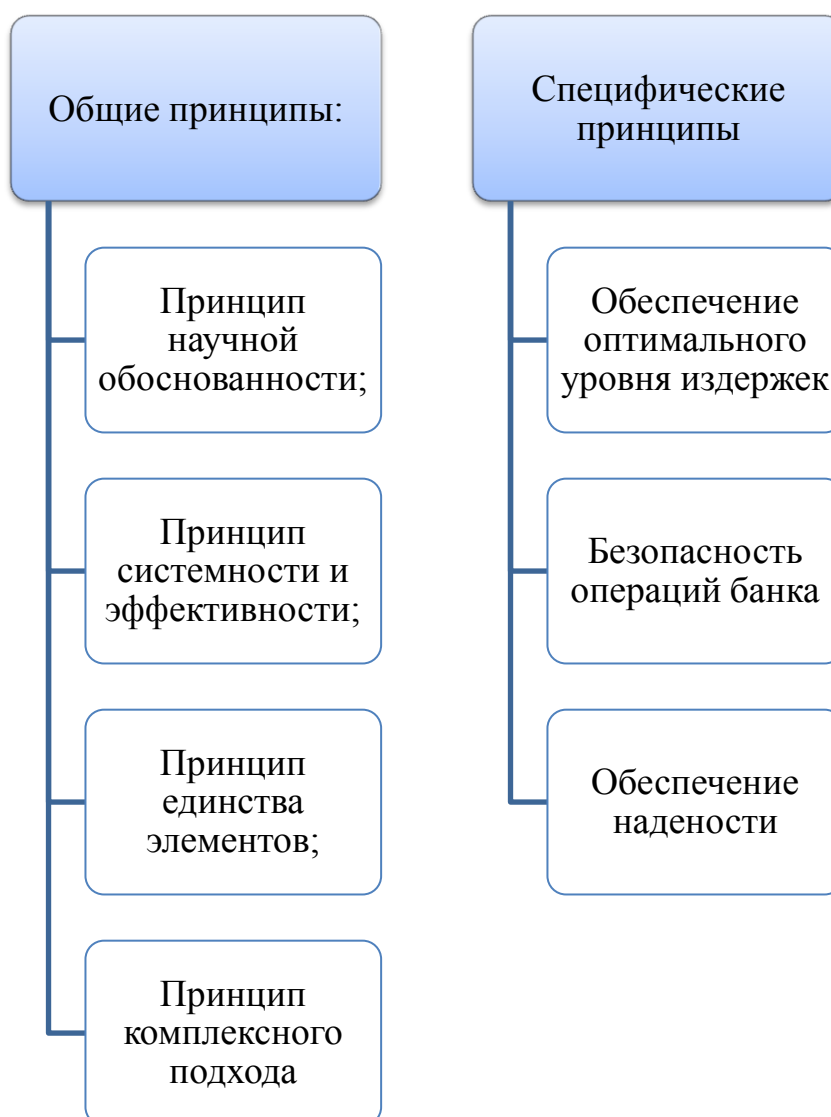 Общие принципы:
Принцип
научной
обоснованности;
Принцип
системности и
эффективности;
Принцип
единства
элементов;
Принцип
комплексного
подхода
Специфические
принципы
Обеспечение
оптимального
уровня издержек
Безопасность
операций банка
Обеспечение
надености